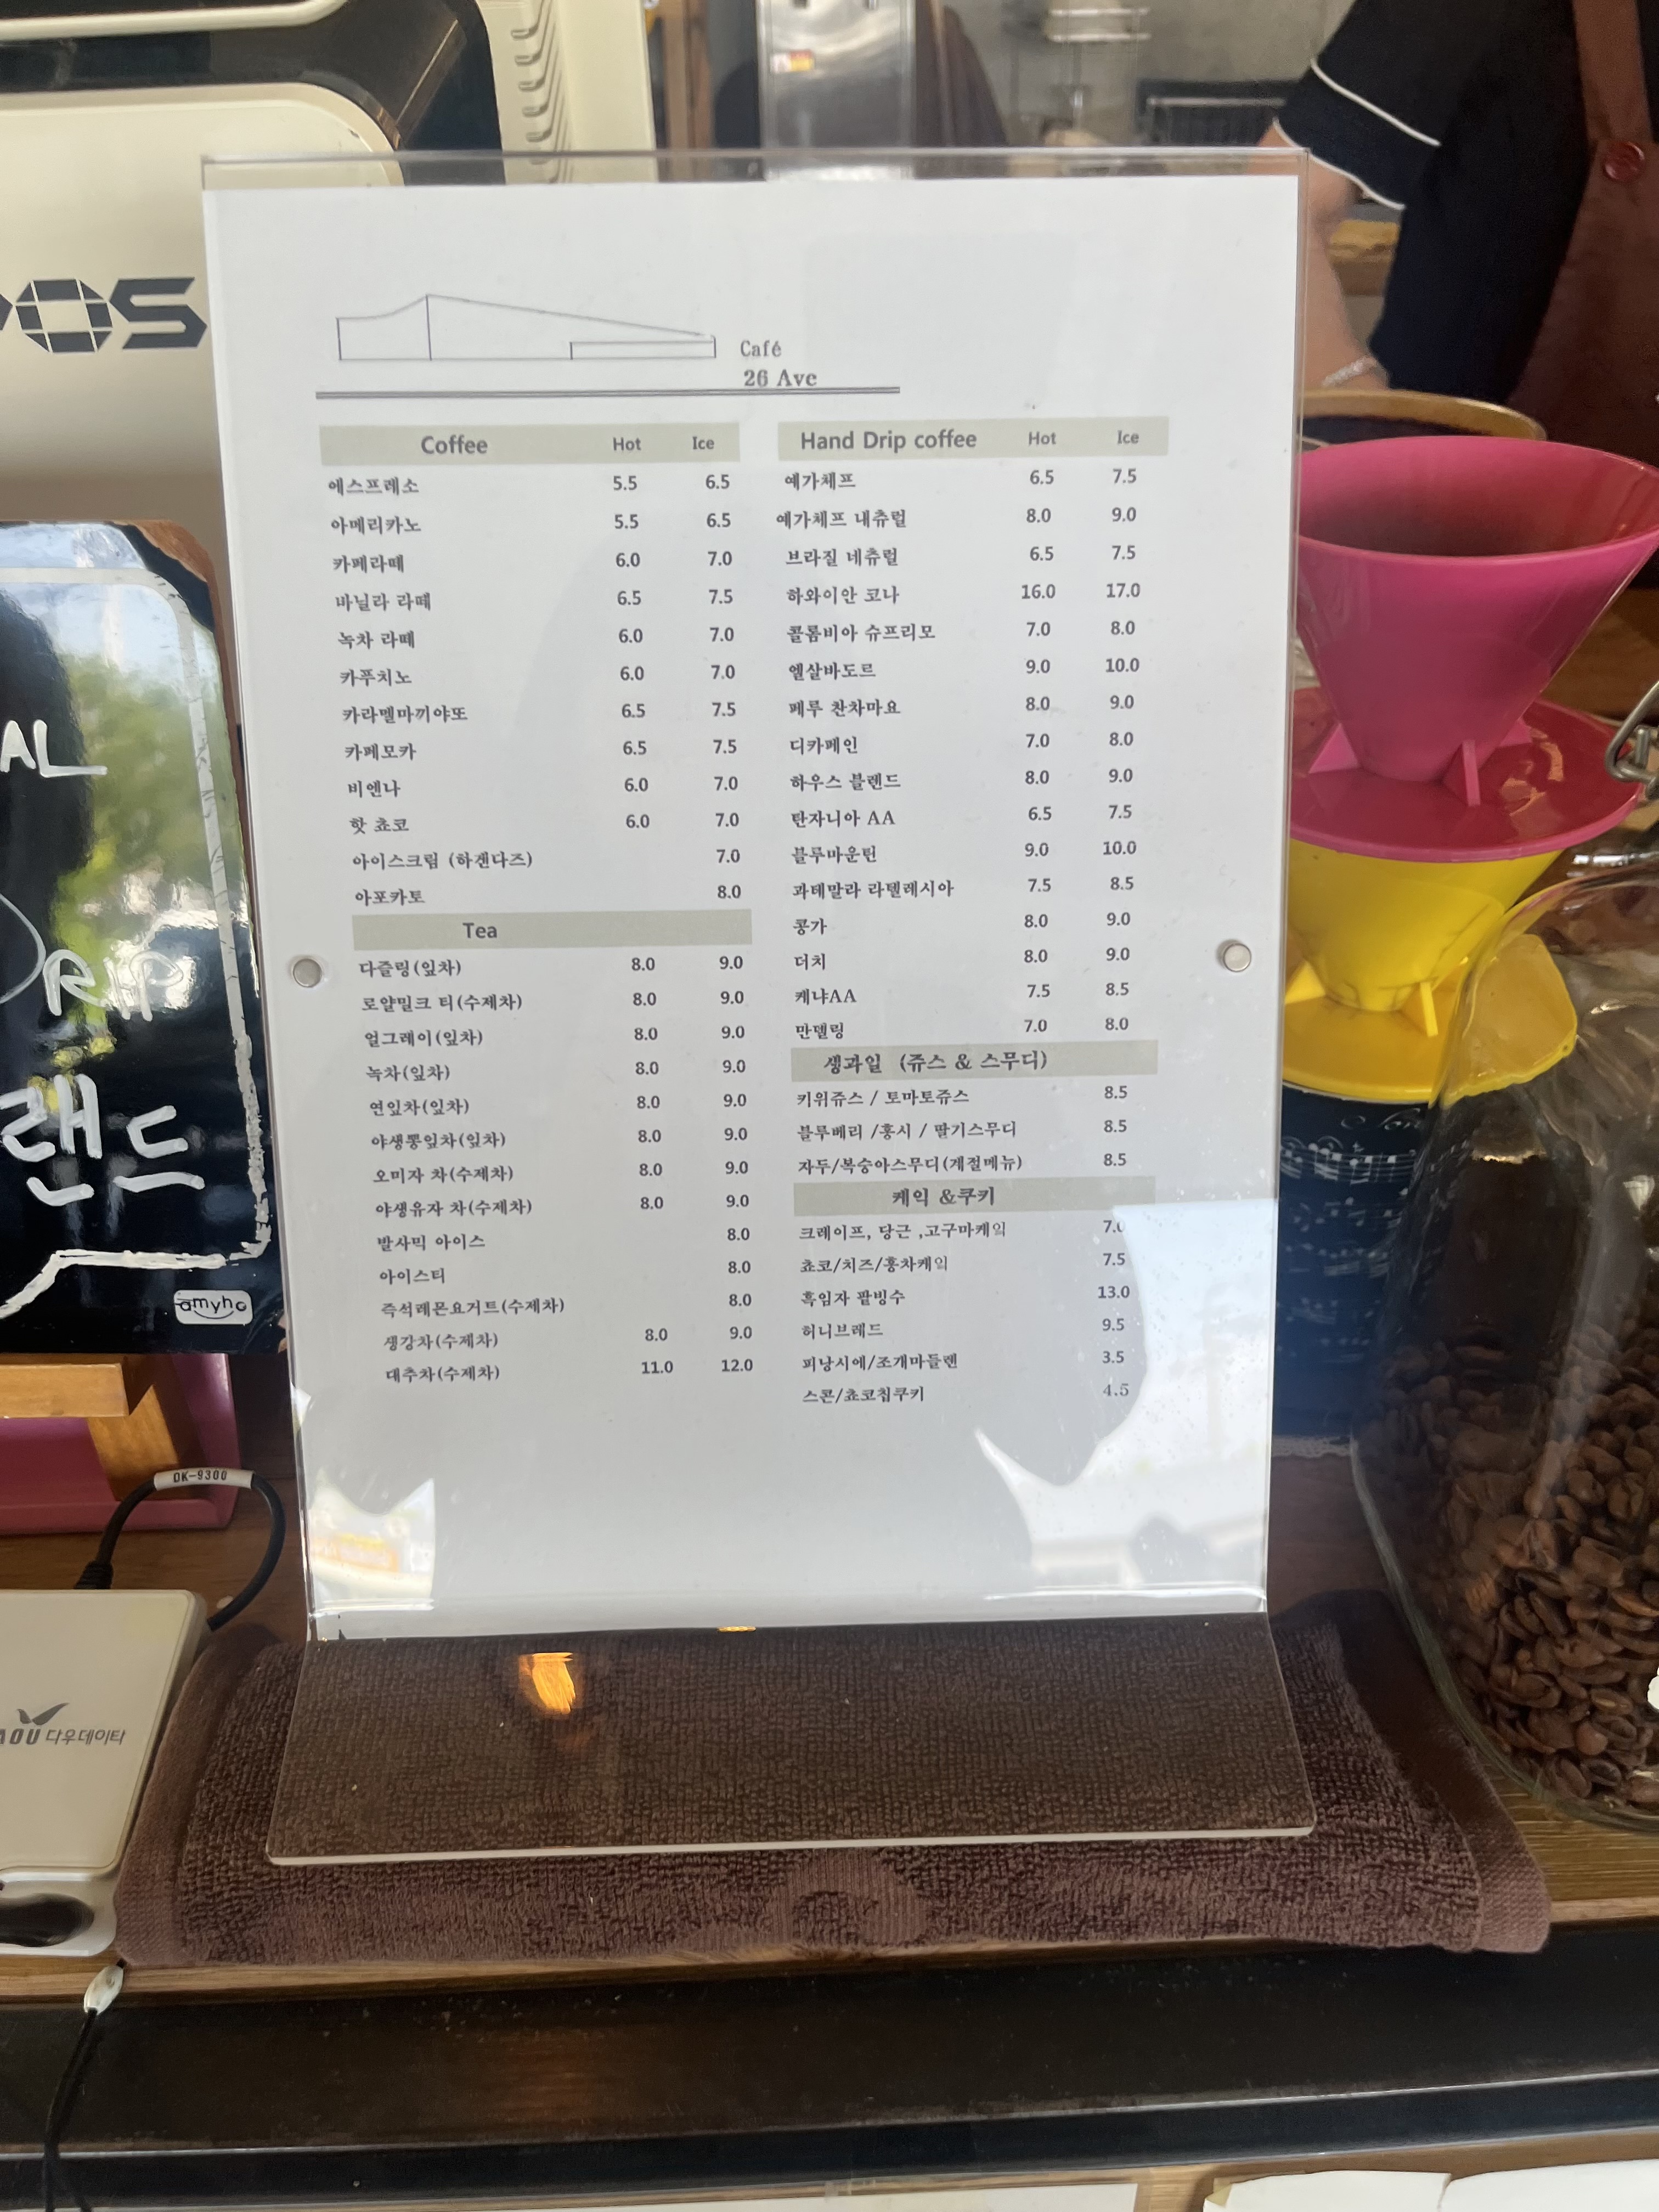 POS
Café
26 Ave
Coffee Hot Ice
에스프레소 5.5 6.5
아메리카노 5.5 6.5
카페라떼 6.0 7.0
바닐라 라떼 6.5 7.5
녹차 라떼 6.0 7.0
카푸치노 6.0 7.0
카라멜마끼야또 6.5 7.5
카페모카 6.5 7.5
비엔나 6.0 7.0
핫 쵸코 6.0 7.0
아이스크림 (하겐다즈) 7.0
아포카토 8.0
Tea
다즐링(잎차) 8.0 9.0
로얄밀크 티(수제차) 8.0 9.0
얼그레이(잎차) 8.0 9.0
녹차(잎차) 8.0 9.0
연잎차(잎차) 8.0 9.0
야생뽕잎차(잎차) 8.0 9.0
오미자 차(수제차) 8.0 9.0
야생유자 차(수제차) 8.0 9.0
발사믹 아이스 8.0
아이스티 8.0
즉석레몬요거트(수제차) 8.0
생강차(수제차) 8.0 9.0
대추차(수제차) 11.0 12.0
Hand Drip coffee Hot Ice
예가체프 6.5 7.5
예가체프 내츄럴 8.0 9.0
브라질 네츄럴 6.5 7.5
하와이안 코나 16.0 17.0
콜롬비아 슈프리모 7.0 8.0
엘살바도르 9.0 10.0
페루 찬차마요 8.0 9.0
디카페인 7.0 8.0
하우스 블렌드 8.0 9.0
탄자니아 AA 6.5 7.5
블루마운틴 9.0 10.0
과테말라 라델레시아 7.5 8.5
콩가 8.0 9.0
더치 8.0 9.0
케냐AA 7.5 8.5
만델링 7.0 8.0
생과일 (쥬스 & 스무디)
키위쥬스 / 토마토쥬스 8.5
블루베리 /홍시 / 딸기스무디 8.5
자두/복숭아스무디(계절메뉴) 8.5
케익 &쿠키
크레이프, 당근 ,고구마케익 7.0
쵸코/치즈/홍차케익 7.5
흑임자 팥빙수 13.0
허니브레드 9.5
피낭시에/조개마들렌 3.5
스콘/쵸코칩쿠키 4.5
AL
DRIP
랜드
amyho
DK-9300
AOU 다우데이타